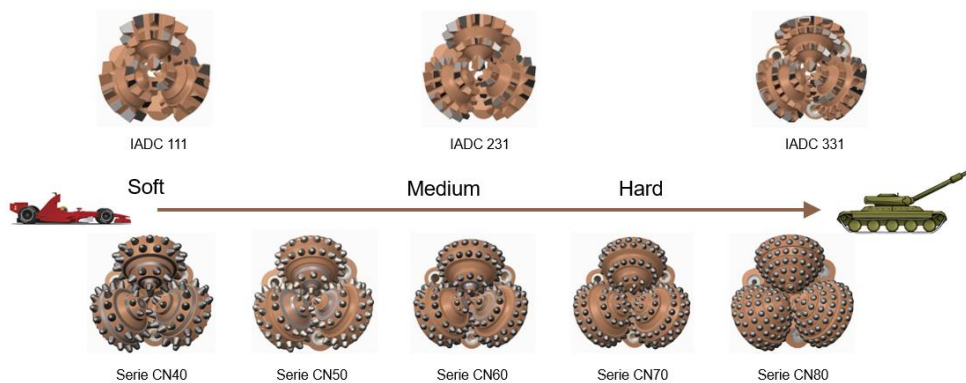 IADC 111
IADC 231
IADC 331
Soft
Medium
Hard
Serie CN40
Serie CN50
Serie CN60
Serie CN70
Serie CN80